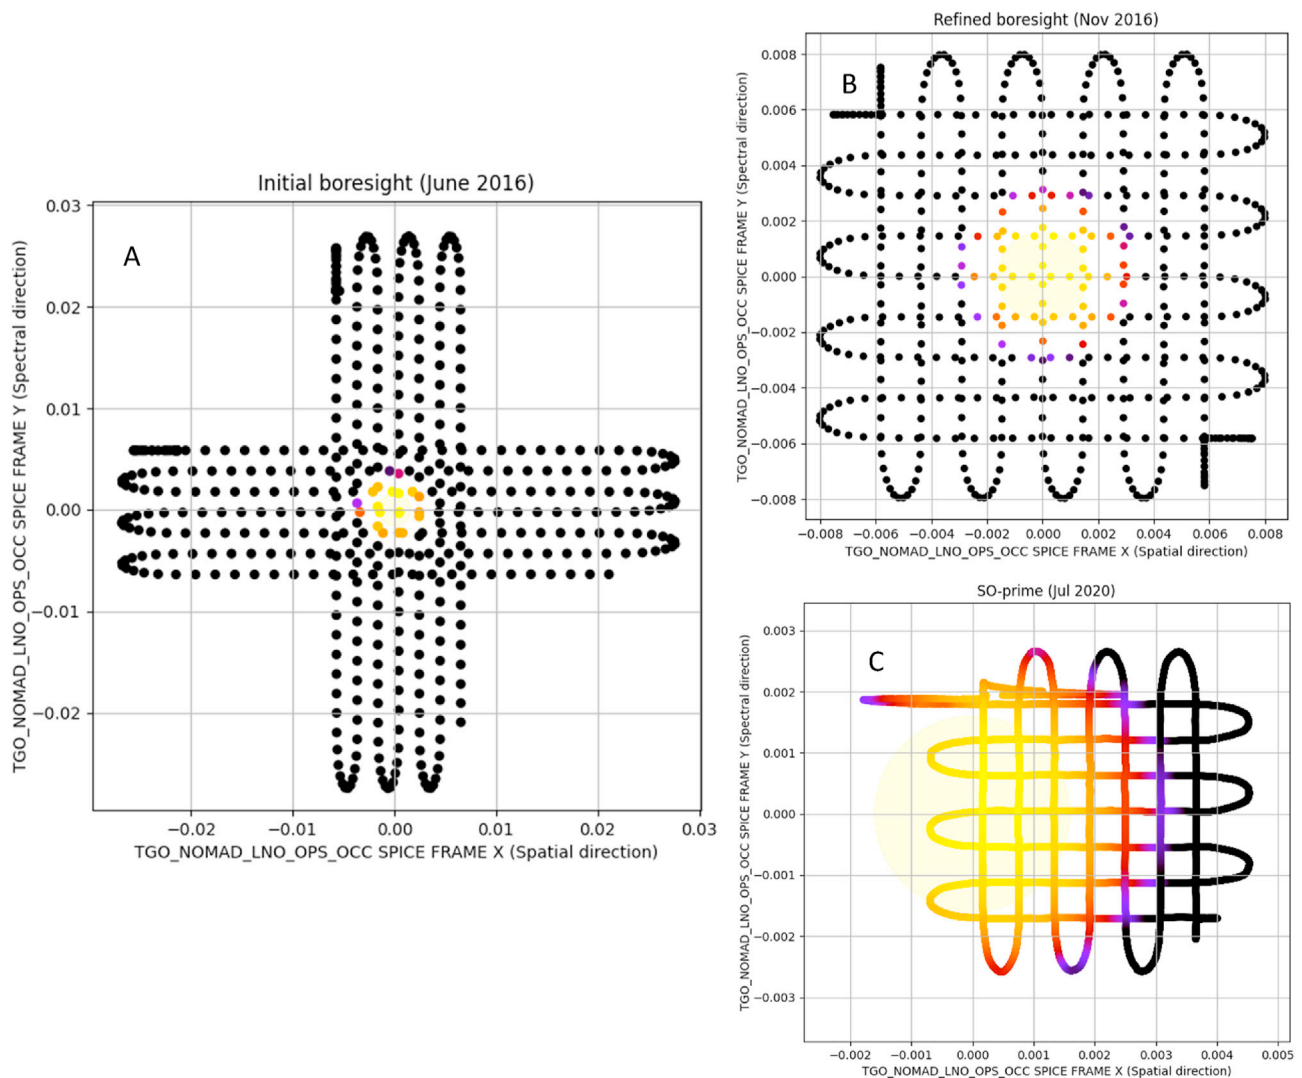 Initial boresight (June 2016)
A
TGO_NOMAD_LNO_OPS_OCC SPICE FRAME Y (Spectral direction)
0.03
0.02
0.01
0.00
−0.01
−0.02
−0.02 −0.01 0.00 0.01 0.02 0.03
TGO_NOMAD_LNO_OPS_OCC SPICE FRAME X (Spatial direction)
Refined boresight (Nov 2016)
B
TGO_NOMAD_LNO_OPS_OCC SPICE FRAME Y (Spectral direction)
0.008
0.006
0.004
0.002
0.000
−0.002
−0.004
−0.006
−0.008
−0.008 −0.006 −0.004 −0.002 0.000 0.002 0.004 0.006 0.008
TGO_NOMAD_LNO_OPS_OCC SPICE FRAME X (Spatial direction)
SO-prime (Jul 2020)
C
TGO_NOMAD_LNO_OPS_OCC SPICE FRAME Y (Spectral direction)
0.003
0.002
0.001
0.000
−0.001
−0.002
−0.003
−0.002 −0.001 0.000 0.001 0.002 0.003 0.004 0.005
TGO_NOMAD_LNO_OPS_OCC SPICE FRAME X (Spatial direction)